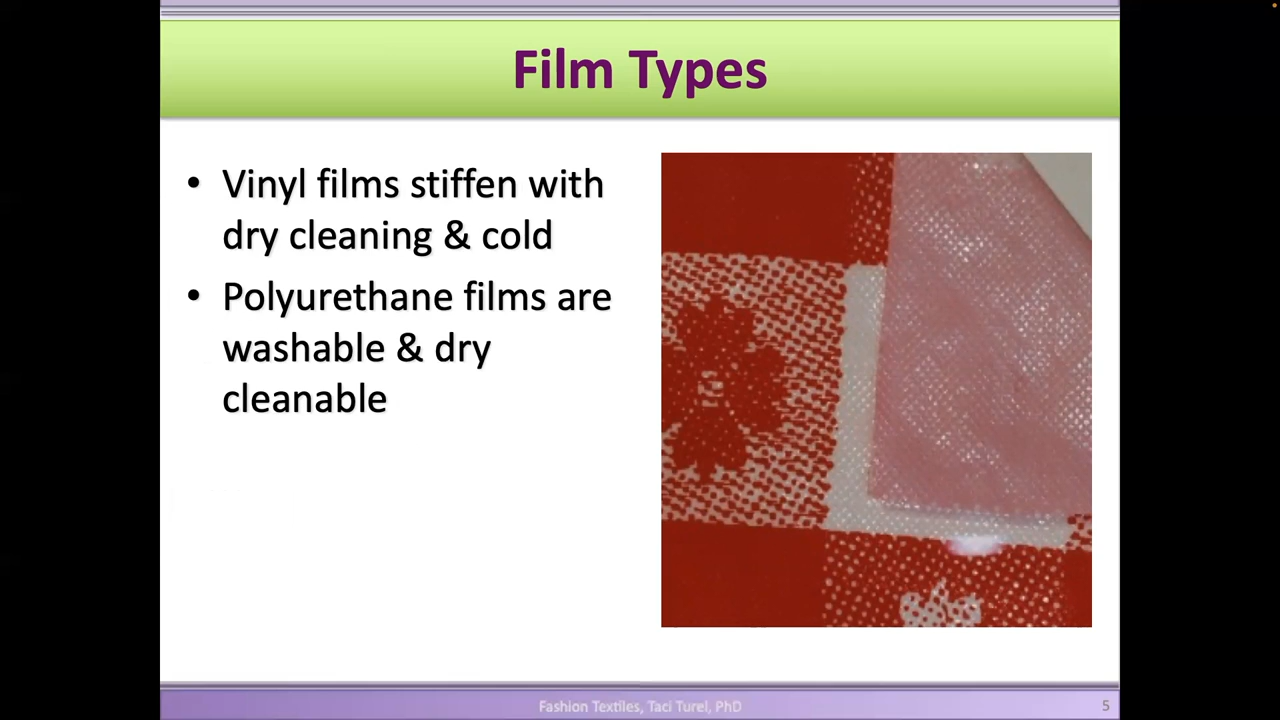 Film Types
• Vinyl films stiffen with
dry cleaning & cold
• Polyurethane films are
washable & dry
cleanable
Fashion Textiles, Taci Turel, PhD
5